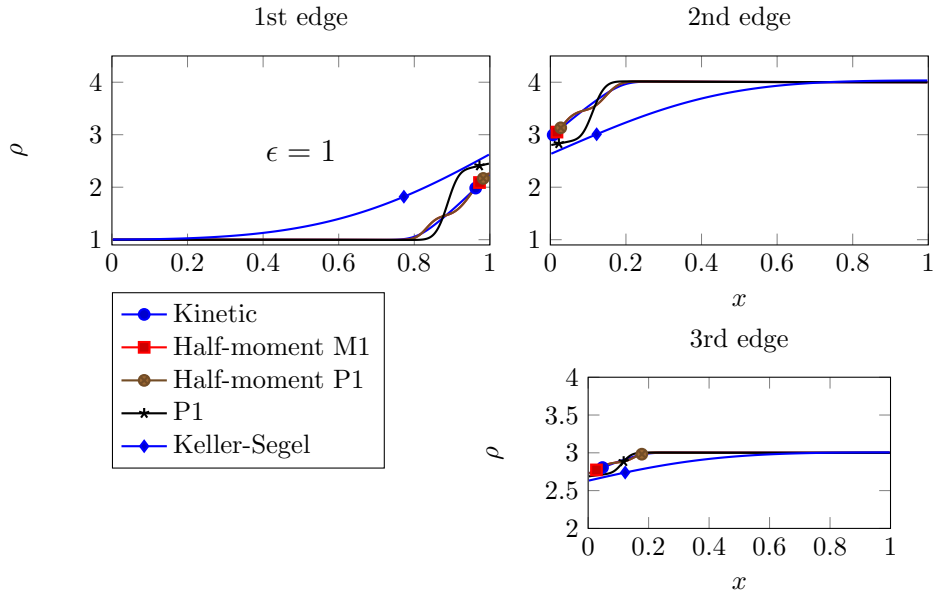 1st edge
2nd edge
ρ
4
3
2
1
ϵ = 1
0 0.2 0.4 0.6 0.8 1
4
3
2
1
0 0.2 0.4 0.6 0.8 1
x
Kinetic
Half-moment M1
Half-moment P1
P1
Keller-Segel
3rd edge
ρ
4
3.5
3
2.5
2
0 0.2 0.4 0.6 0.8 1
x